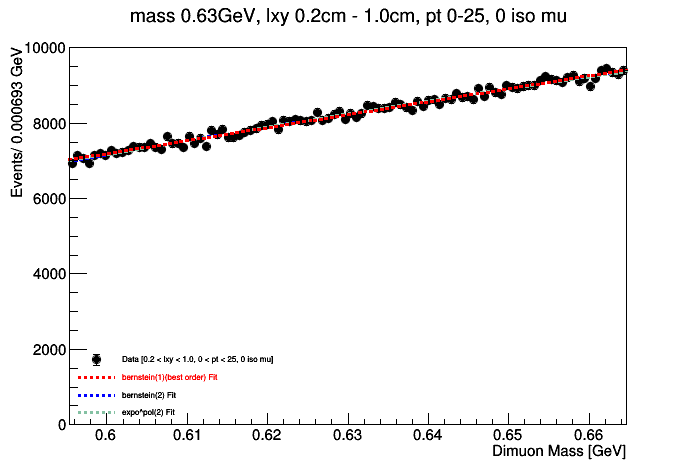 mass 0.63GeV, lxy 0.2cm - 1.0cm, pt 0-25, 0 iso mu
Events/ 0.000693 GeV
10000
8000
6000
4000
2000
0
Data [0.2 < lxy < 1.0, 0 < pt < 25, 0 iso mu]
bernstein(1)(best order) Fit
bernstein(2) Fit
expo^pol(2) Fit
0.6 0.61 0.62 0.63 0.64 0.65 0.66
Dimuon Mass [GeV]